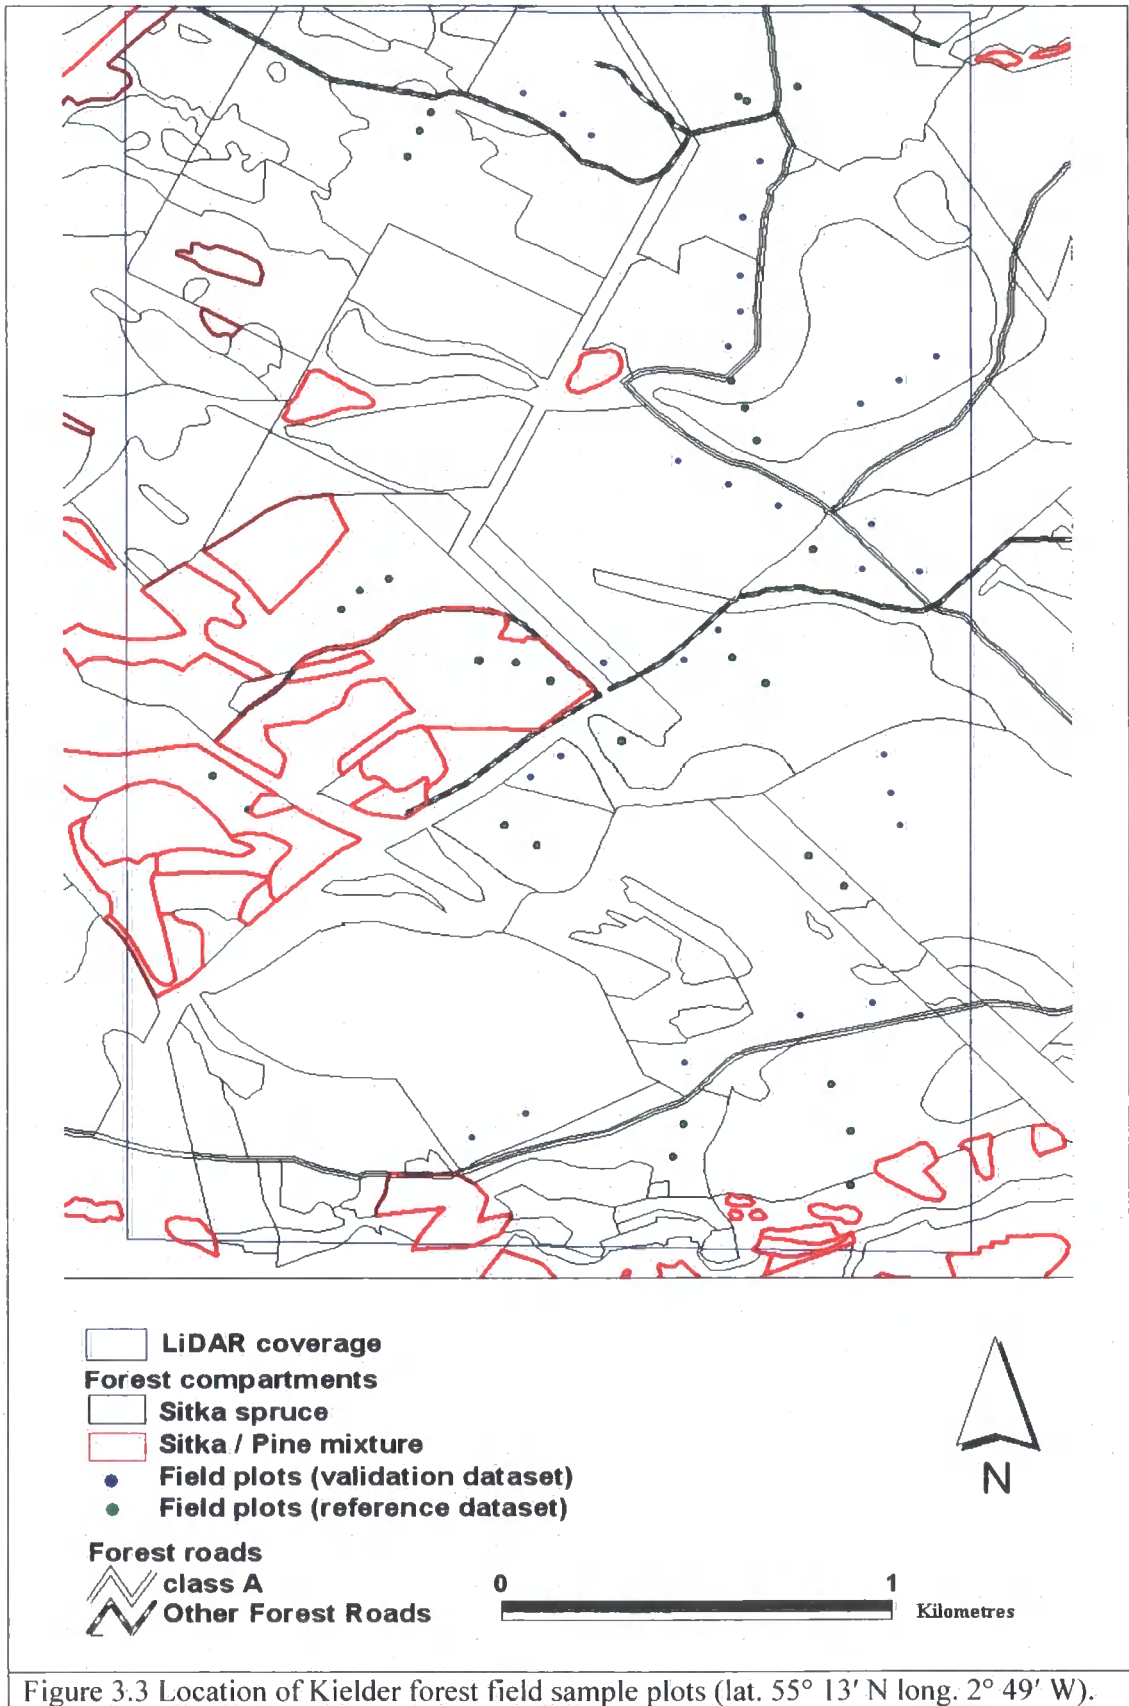 LiDAR coverage
Forest compartments
Sitka spruce
Sitka / Pine mixture
Field plots (validation dataset)
Field plots (reference dataset)
Forest roads
class A
Other Forest Roads
0 1
Kilometres
N
Figure 3.3 Location of Kielder forest field sample plots (lat. 55° 13' N long. 2° 49' W).